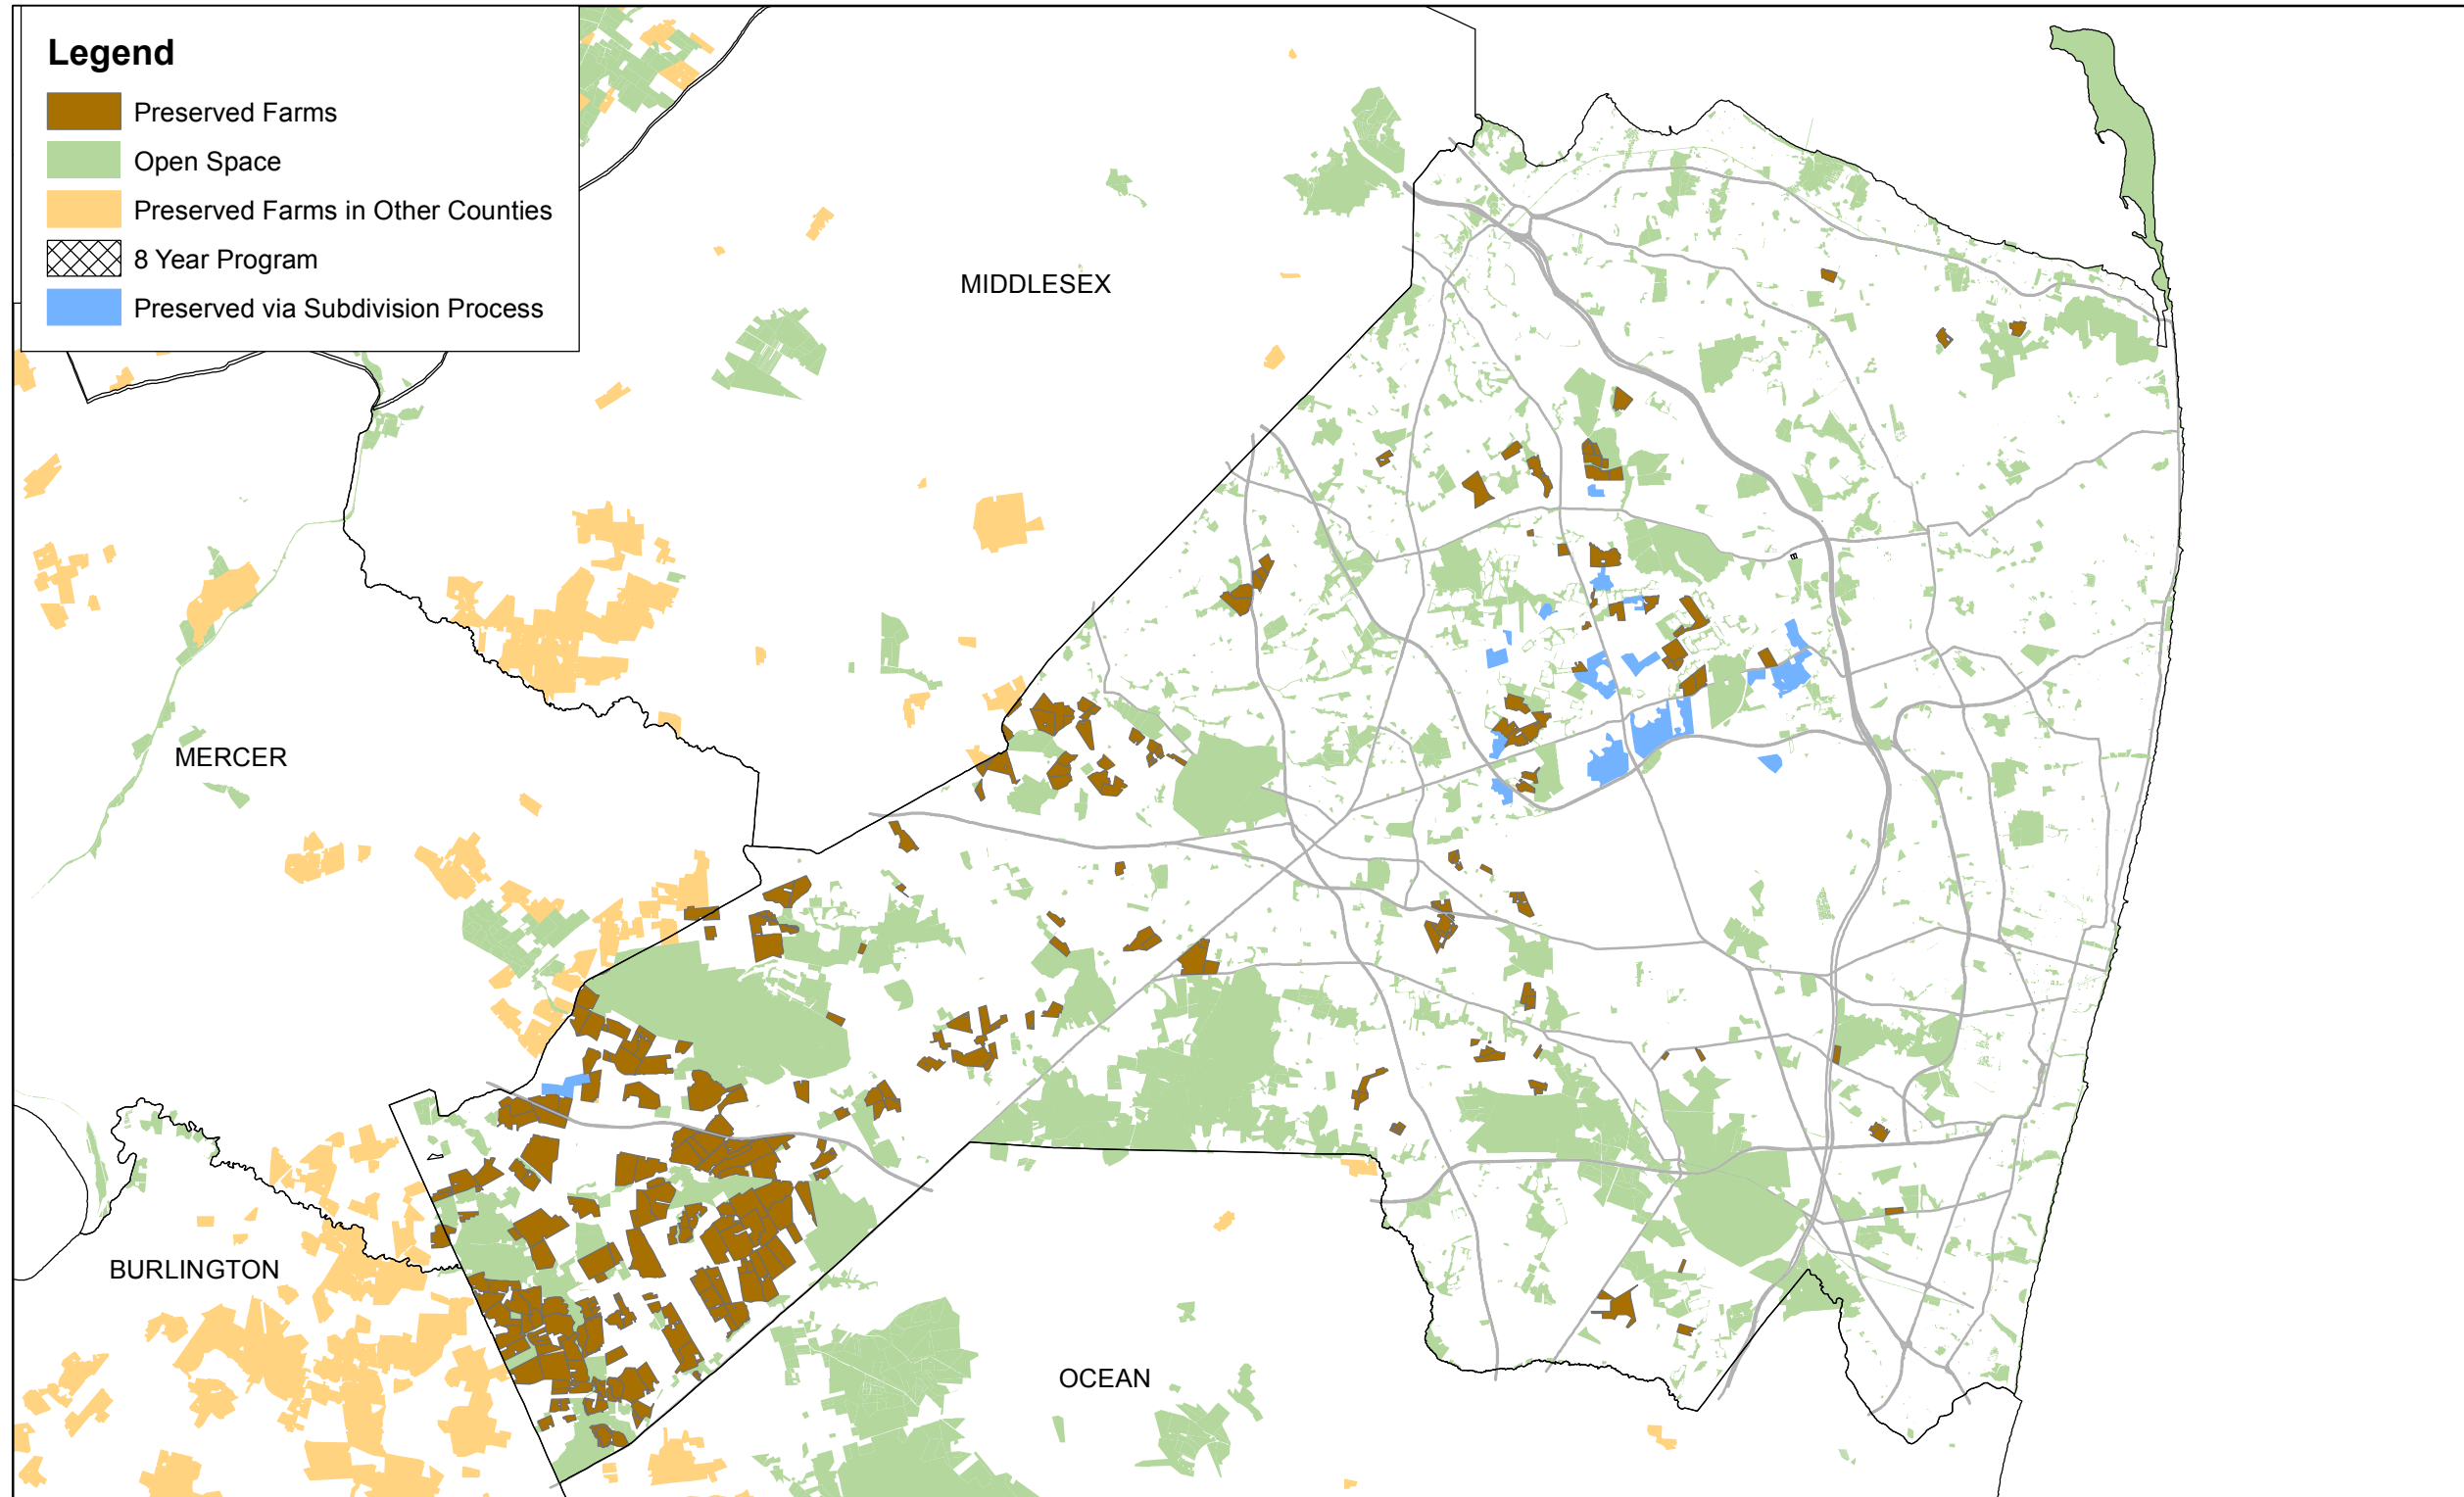 Legend
Preserved Farms
Open Space
Preserved Farms in Other Counties
8 Year Program
Preserved via Subdivision Process
MIDDLESEX
MERCER
BURLINGTON
OCEAN